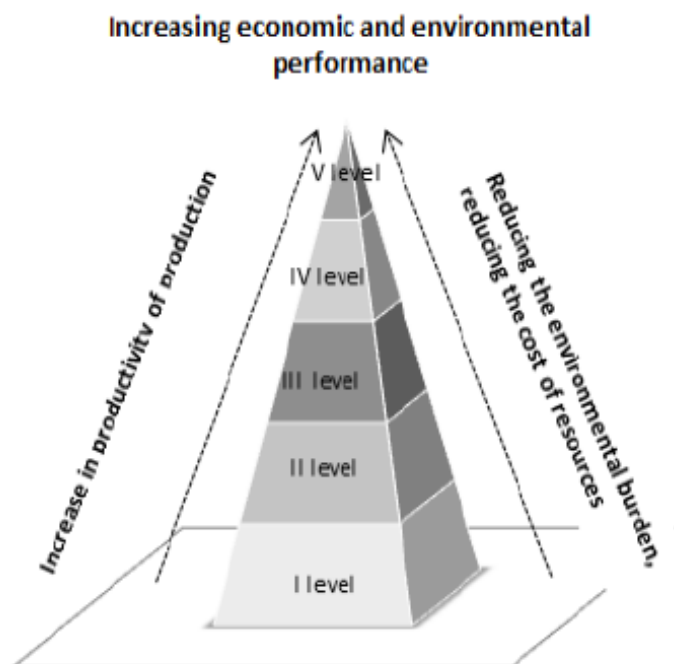 Increasing economic and environmental
performance
V level
IV level
III level
II level
I level
Increase in productivity of production
Reducing the environmental burden,
reducing the cost of resources